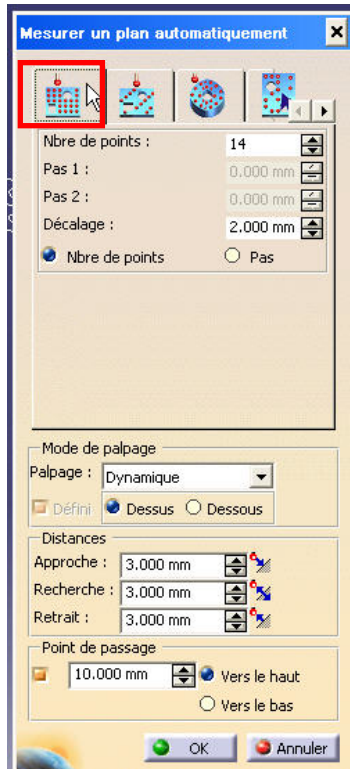 Mesurer un plan automatiquement
Nbre de points : 14
Pas 1 : 0.000 mm
Pas 2 : 0.000 mm
Décalage : 2.000 mm
Nbre de points Pas
Mode de palpage
Palpage : Dynamique
Défini Dessus Dessous
Distances
Approche : 3.000 mm
Recherche : 3.000 mm
Retrait : 3.000 mm
Point de passage
10.000 mm Vers le haut
Vers le bas
OK Annuler